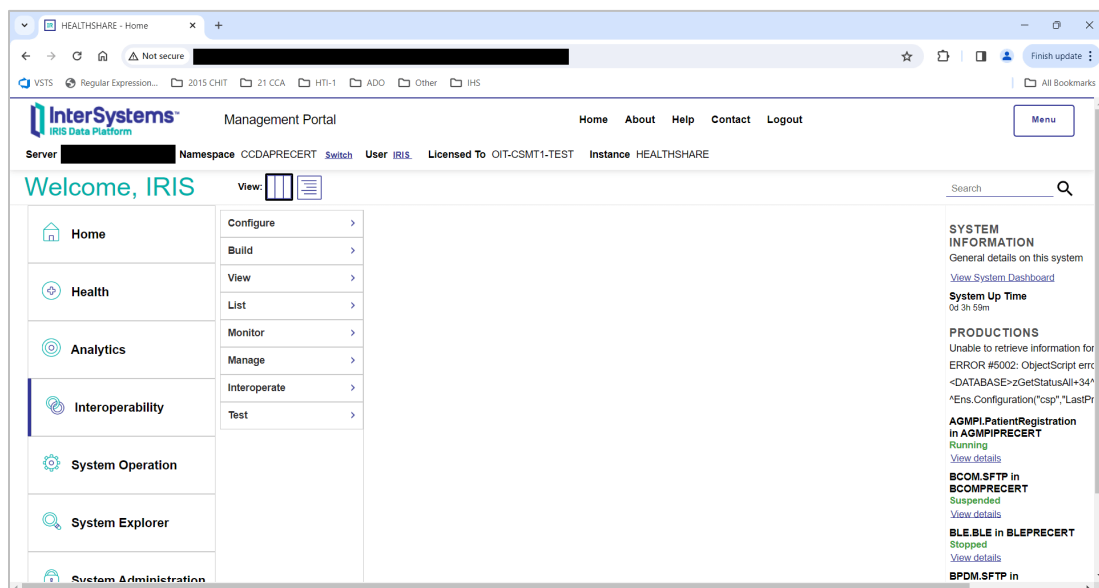 HEALTHSHARE - Home
Not secure
Finish update
VSTS Regular Expression... 2015 CHIT 21 CCA HTI-1 ADO Other IHS All Bookmarks
InterSystems™
IRIS Data Platform
Management Portal
Home About Help Contact Logout
Menu
Server Namespace CCDAPRECERT Switch User IRIS Licensed To OIT-CSMT1-TEST Instance HEALTHSHARE
Welcome, IRIS
View:
Search
Home
Health
Analytics
Interoperability
System Operation
System Explorer
System Administration
Configure
Build
View
List
Monitor
Manage
Interoperate
Test
SYSTEM
INFORMATION
General details on this system
View System Dashboard
System Up Time
0d 3h 59m
PRODUCTIONS
Unable to retrieve information for
ERROR #5002: ObjectScript erro
<DATABASE>zGetStatusAll+34^
^Ens.Configuration("csp","LastPr
AGMPI.PatientRegistration
in AGMPIPRECERT
Running
View details
BCOM.SFTP in
BCOMPRECERT
Suspended
View details
BLE.BLE in BLEPRECERT
Stopped
View details
BPDM.SFTP in